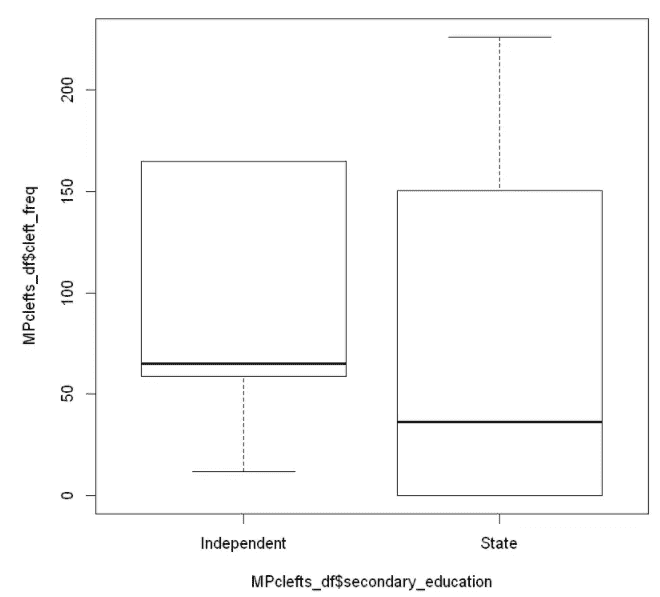 MPclefts_df$cleft_freq
200
150
100
50
0
Independent
State
MPclefts_df$secondary_education